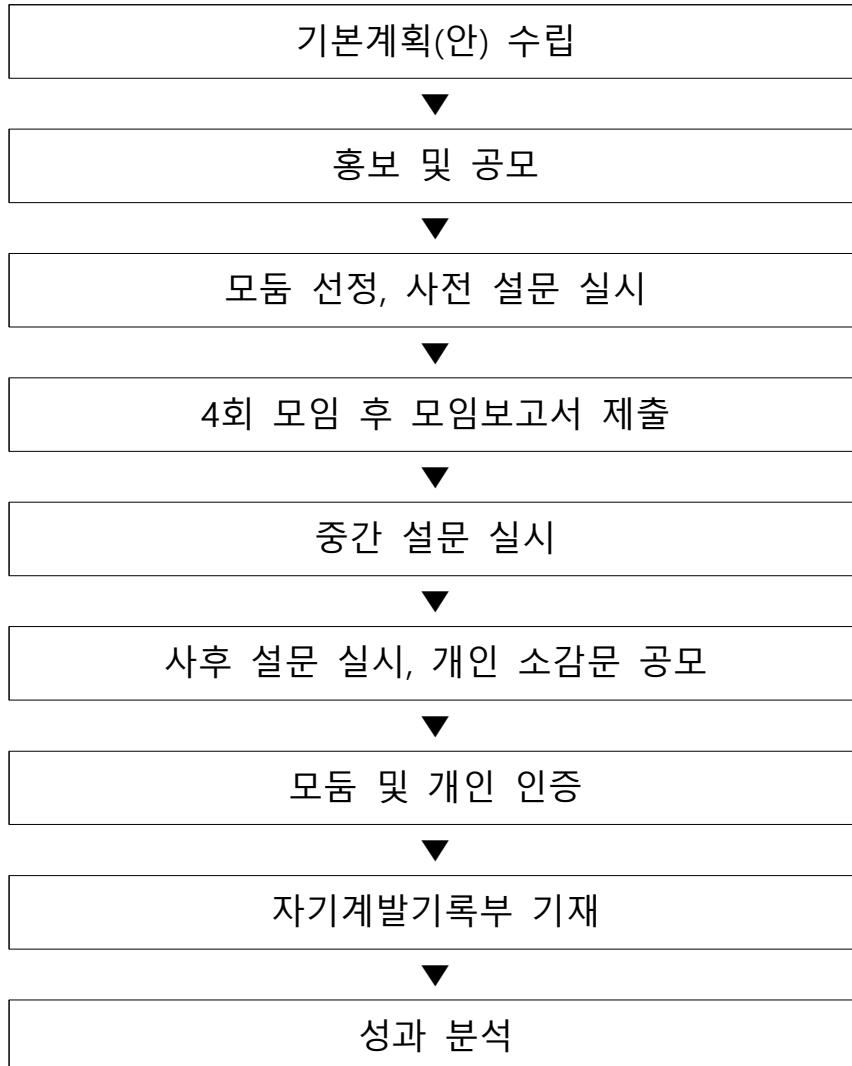 기본계획(안) 수립
▼
홍보 및 공모
▼
모둠 선정, 사전 설문 실시
▼
4회 모임 후 모임보고서 제출
▼
중간 설문 실시
▼
사후 설문 실시, 개인 소감문 공모
▼
모둠 및 개인 인증
▼
자기계발기록부 기재
▼
성과 분석